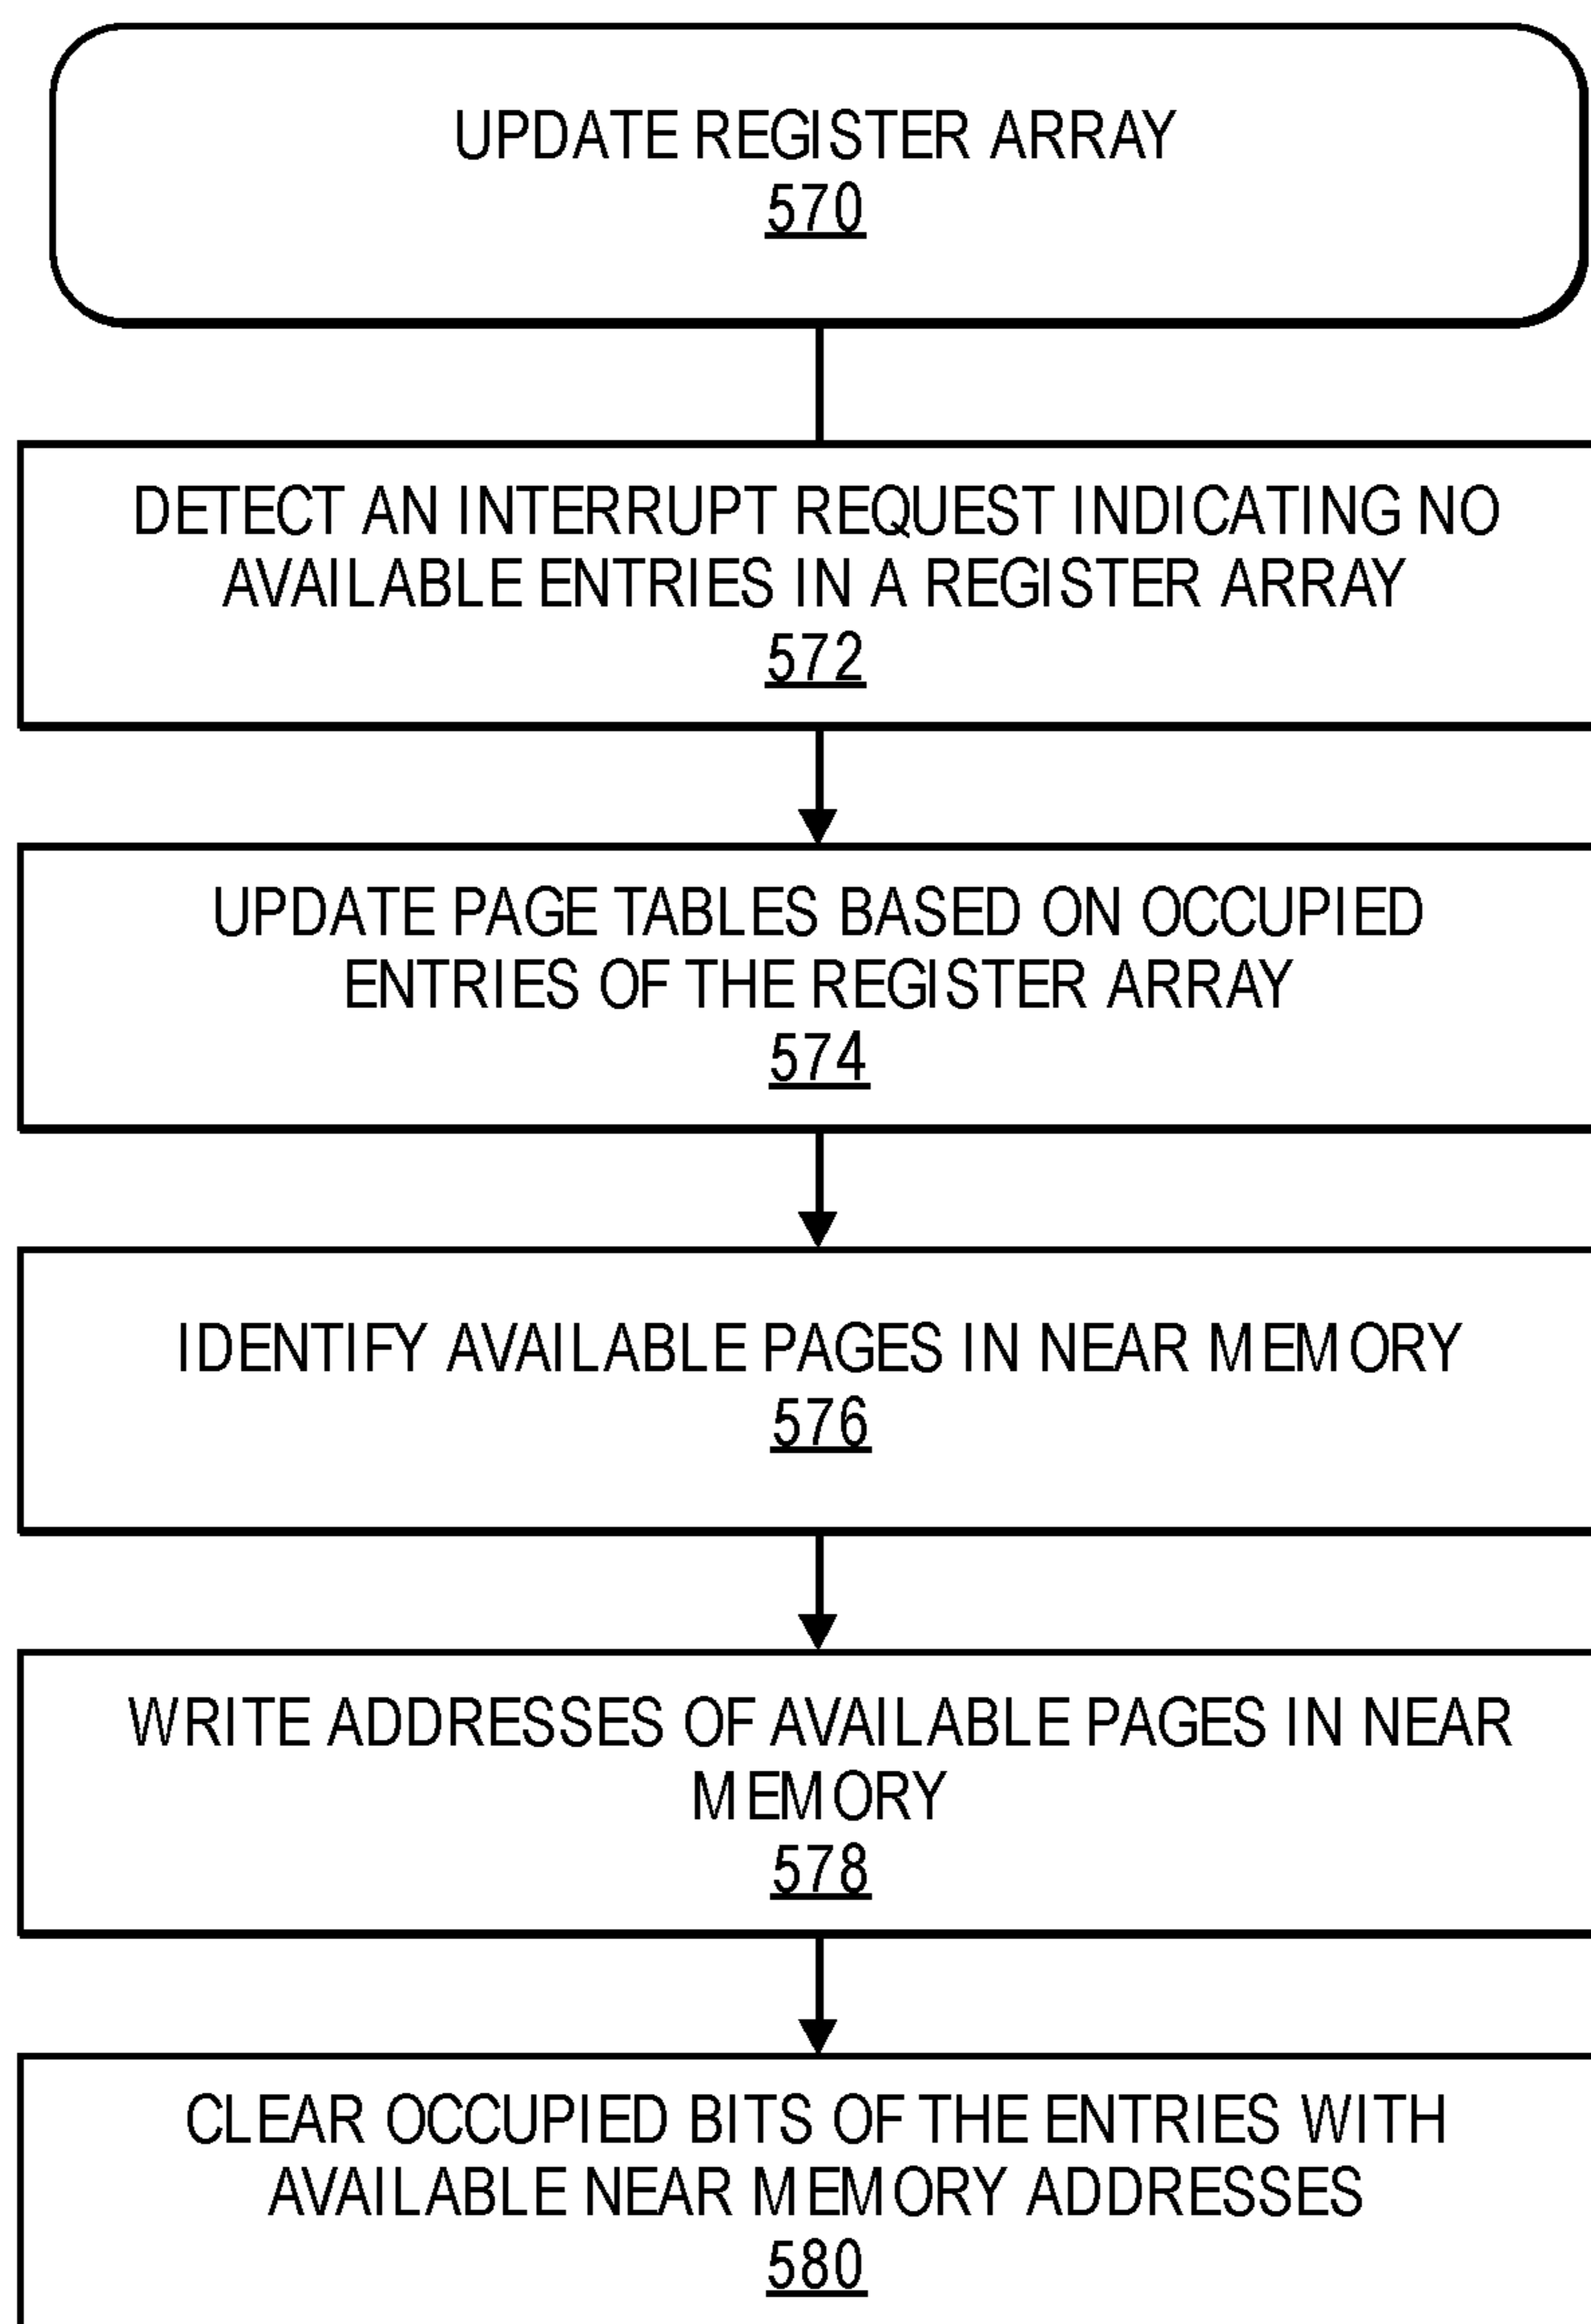 UPDATE REGISTER ARRAY
570
DETECT AN INTERRUPT REQUEST INDICATING NO
AVAILABLE ENTRIES IN A REGISTER ARRAY
572
UPDATE PAGE TABLES BASED ON OCCUPIED
ENTRIES OF THE REGISTER ARRAY
574
IDENTIFY AVAILABLE PAGES IN NEAR MEMORY
576
WRITE ADDRESSES OF AVAILABLE PAGES IN NEAR
MEMORY
578
CLEAR OCCUPIED BITS OF THE ENTRIES WITH
AVAILABLE NEAR MEMORY ADDRESSES
580